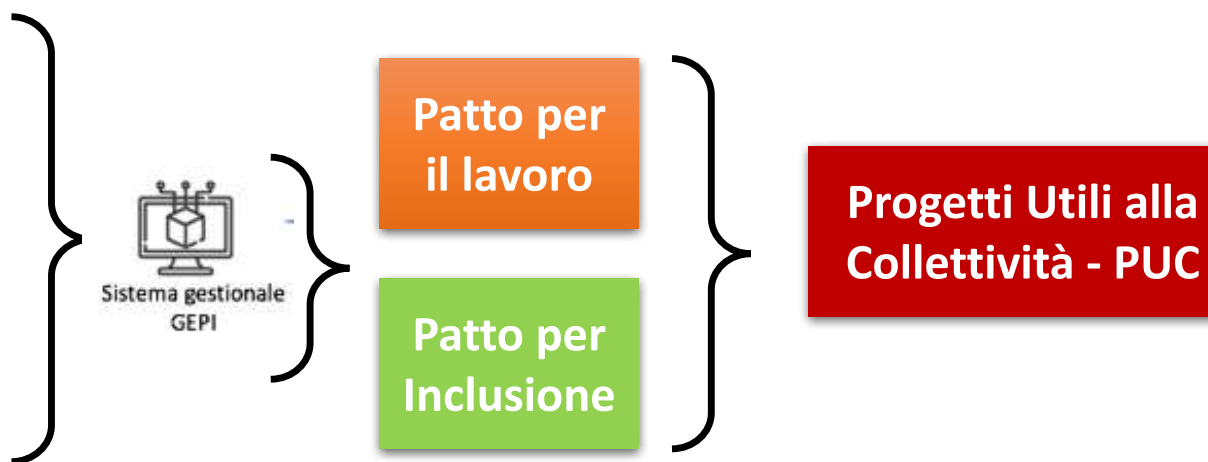 Sistema gestionale
GEPI
Patto per
il lavoro
Patto per
Inclusione
Progetti Utili alla
Collettività - PUC